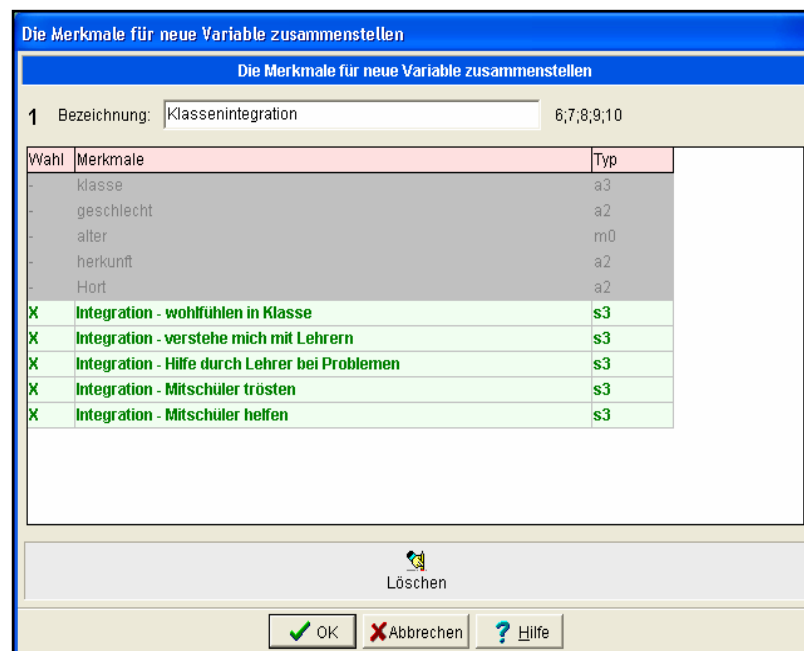 Die Merkmale für neue Variable zusammenstellen
Die Merkmale für neue Variable zusammenstellen
1 Bezeichnung: Klassenintegration 6;7;8;9;10
Wahl Merkmale Typ
- klasse a3
- geschlecht a2
- alter m0
- herkunft a2
- Hort a2
X Integration - wohlfühlen in Klasse s3
X Integration - verstehe mich mit Lehrern s3
X Integration - Hilfe durch Lehrer bei Problemen s3
X Integration - Mitschüler trösten s3
X Integration - Mitschüler helfen s3
Löschen
OK Abbrechen ? Hilfe